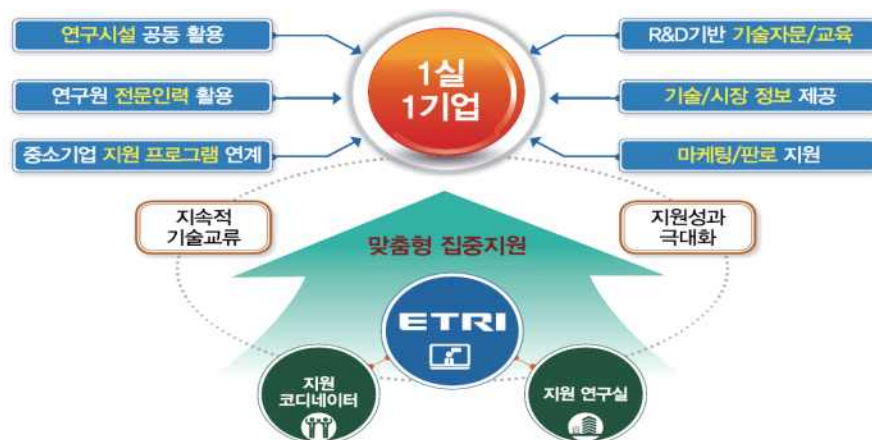 연구시설 공동 활용
연구원 전문인력 활용
중소기업 지원 프로그램 연계
1실
1기업
R&D기반 기술자문/교육
기술/시장 정보 제공
마케팅/판로 지원
지속적
기술교류
지원성과
극대화
맞춤형 집중지원
ETRI
지원
코디네이터
지원 연구실